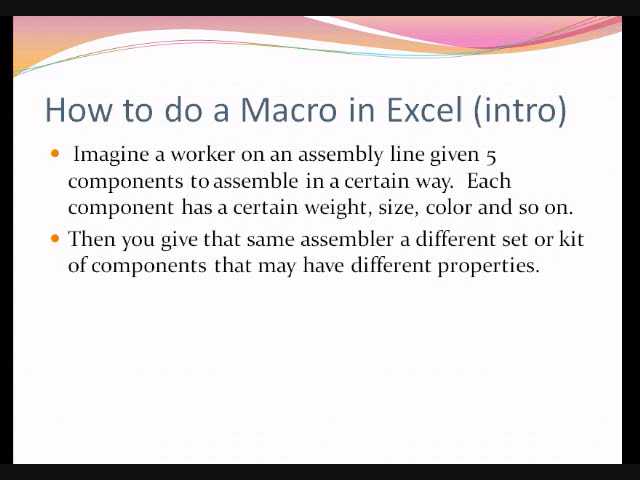 How to do a Macro in Excel (intro)
Imagine a worker on an assembly line given 5
components to assemble in a certain way. Each
component has a certain weight, size, color and so on.
Then you give that same assembler a different set or kit
of components that may have different properties.